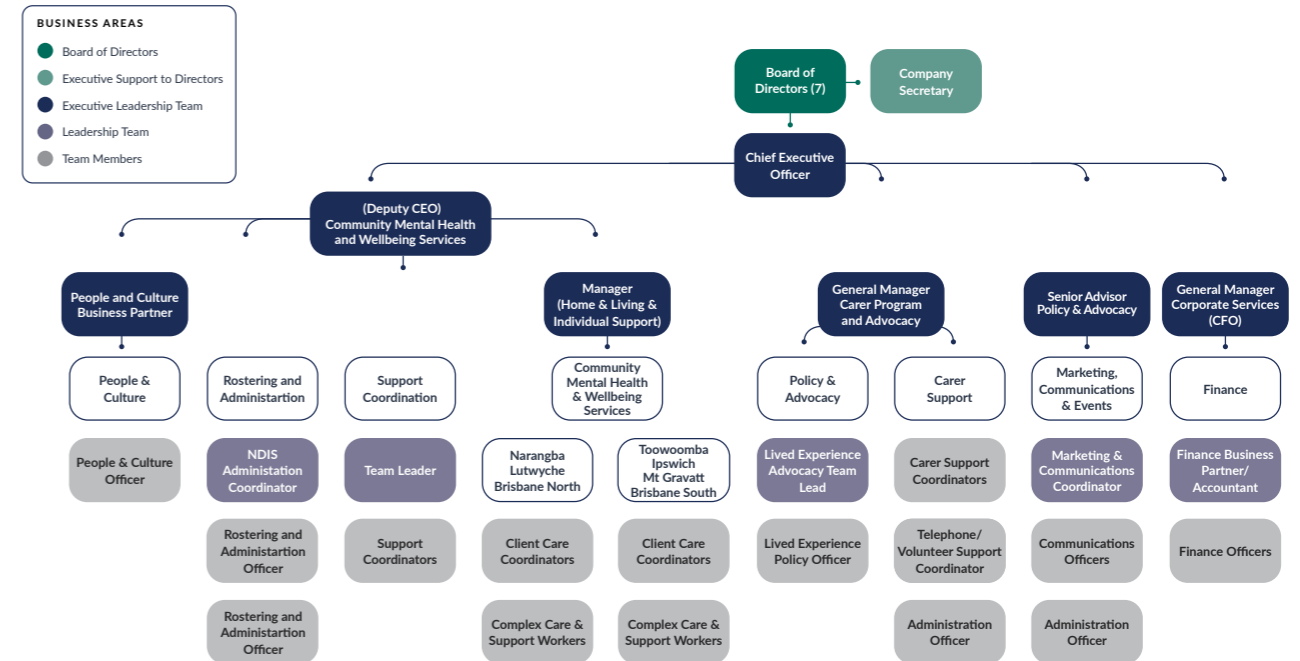 BUSINESS AREAS
Board of Directors
Executive Support to Directors
Executive Leadership Team
Leadership Team
Team Members
Board of
Directors (7)
Company
Secretary
Chief Executive
Officer
(Deputy CEO)
Community Mental Health
and Wellbeing Services
People and Culture
Business Partner
Manager
(Home & Living &
Individual Support)
General Manager
Carer Program
and Advocacy
Senior Advisor
Policy & Advocacy
General Manager
Corporate Services
(CFO)
People &
Culture
Rostering and
Administartion
Support
Coordination
Community
Mental Health
& Wellbeing
Services
Policy &
Advocacy
Carer
Support
Marketing,
Communications
& Events
Finance
People & Culture
Officer
NDIS
Administation
Coordinator
Team Leader
Narangba
Lutwyche
Brisbane North
Toowoomba
Ipswich
Mt Gravatt
Brisbane South
Lived Experience
Advocacy Team
Lead
Carer Support
Coordinators
Marketing &
Communications
Coordinator
Finance Business
Partner/
Accountant
Rostering and
Administartion
Officer
Support
Coordinators
Client Care
Coordinators
Client Care
Coordinators
Lived Experience
Policy Officer
Telephone/
Volunteer Support
Coordinator
Communications
Officers
Finance Officers
Rostering and
Administartion
Officer
Complex Care &
Support Workers
Complex Care &
Support Workers
Administration
Officer
Administration
Officer